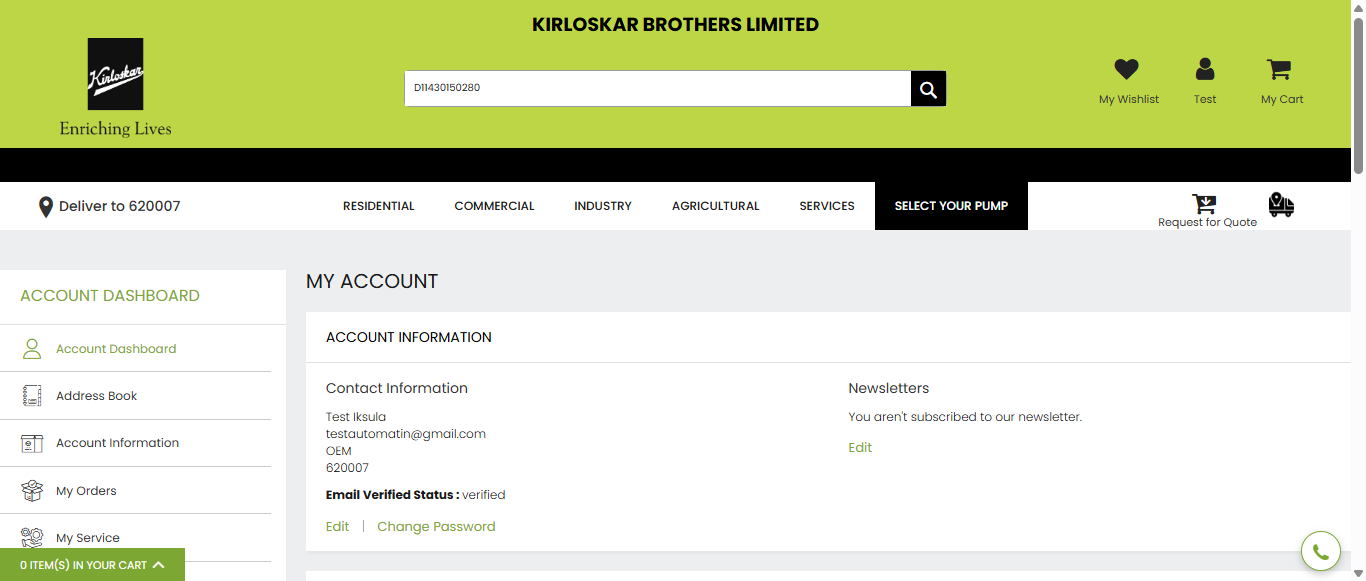 KIRLOSKAR BROTHERS LIMITED
Kirloskar
Enriching Lives
D11430150280
My Wishlist
Test
My Cart
Deliver to 620007
RESIDENTIAL
COMMERCIAL
INDUSTRY
AGRICULTURAL
SERVICES
SELECT YOUR PUMP
Request for Quote
ACCOUNT DASHBOARD
Account Dashboard
Address Book
Account Information
My Orders
My Service
0 ITEM(S) IN YOUR CART
MY ACCOUNT
ACCOUNT INFORMATION
Contact Information
Test Iksula
testautomatin@gmail.com
OEM
620007
Email Verified Status : verified
Edit | Change Password
Newsletters
You aren't subscribed to our newsletter.
Edit